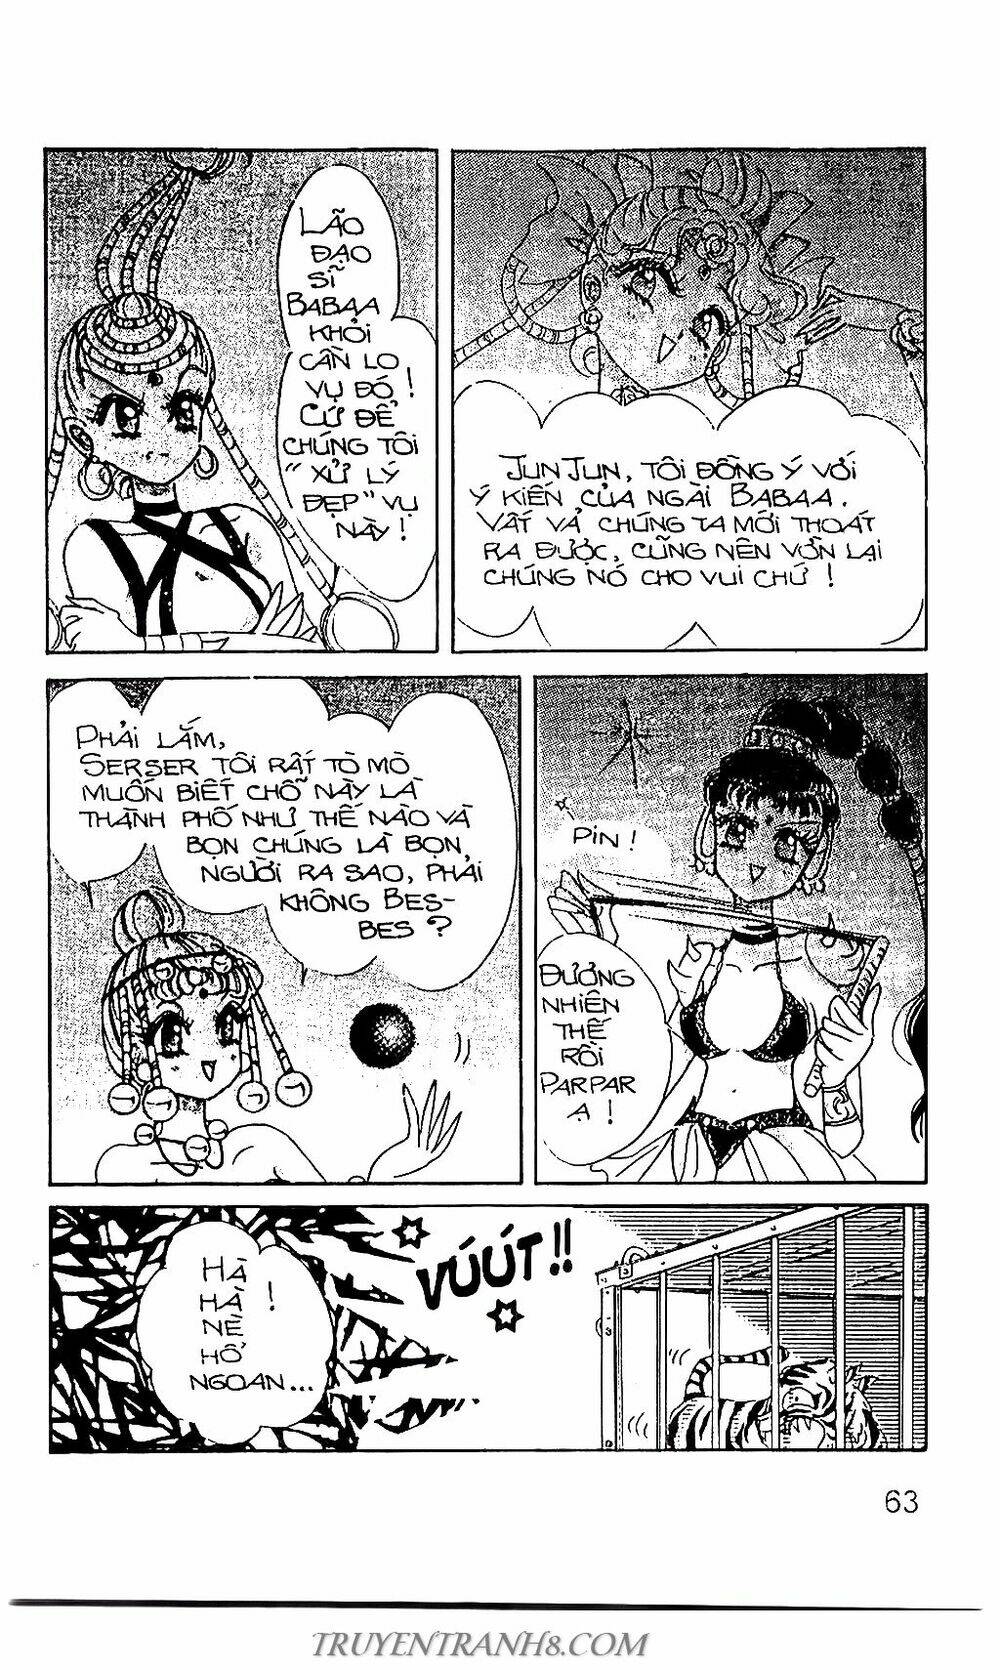 LÃO
ĐẠO
SĨ
BABAA
KHỎI
CẦN LO
VỤ ĐÓ!
CỨ ĐỂ
CHÚNG TÔI
"XỬ LÝ
ĐẸP" VỤ
NÀY!
JUNJUN, TÔI ĐỒNG Ý VỚI
Ý KIẾN CỦA NGÀI BABAA.
VẤT VẢ CHÚNG TA MỚI THOÁT
RA ĐƯỢC, CŨNG NÊN VỜN LẠI
CHÚNG NÓ CHO VUI CHỨ!
PHẢI LẮM,
SERSER TÔI RẤT TÒ MÒ
MUỐN BIẾT CHỖ NÀY LÀ
THÀNH PHỐ NHƯ THẾ NÀO VÀ
BỌN CHÚNG LÀ BỌN
NGƯỜI RA SAO, PHẢI
KHÔNG BES-
BES?
PIN!
ĐƯƠNG
NHIÊN
THẾ
RỒI
PARPAR
Ạ!
HÀ
HÀ!
NÈ
HỔ
NGOAN...
VÚÚT!!
63
TRUYENTRANH8.COM